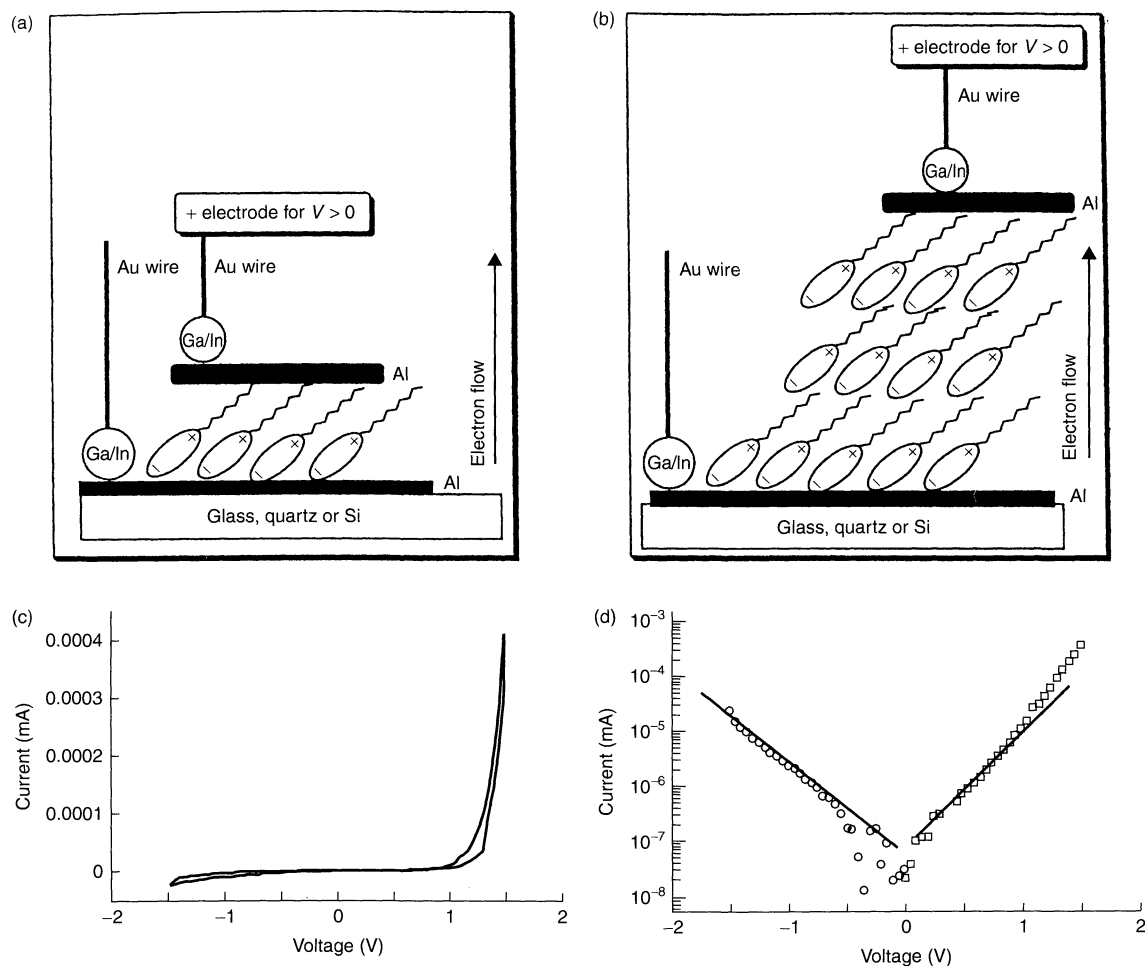 (a)
+ electrode for V > 0
Au wire
Au wire
Ga/In
Al
Electron flow
Ga/In
Al
Glass, quartz or Si
(b)
+ electrode for V > 0
Au wire
Ga/In
Al
Au wire
Electron flow
Ga/In
Al
Glass, quartz or Si
(c)
0.0004
0.0003
0.0002
0.0001
0
Current (mA)
−2
−1
0
1
2
Voltage (V)
(d)
10⁻³
10⁻⁴
10⁻⁵
10⁻⁶
10⁻⁷
10⁻⁸
Current (mA)
−2
−1
0
1
2
Voltage (V)